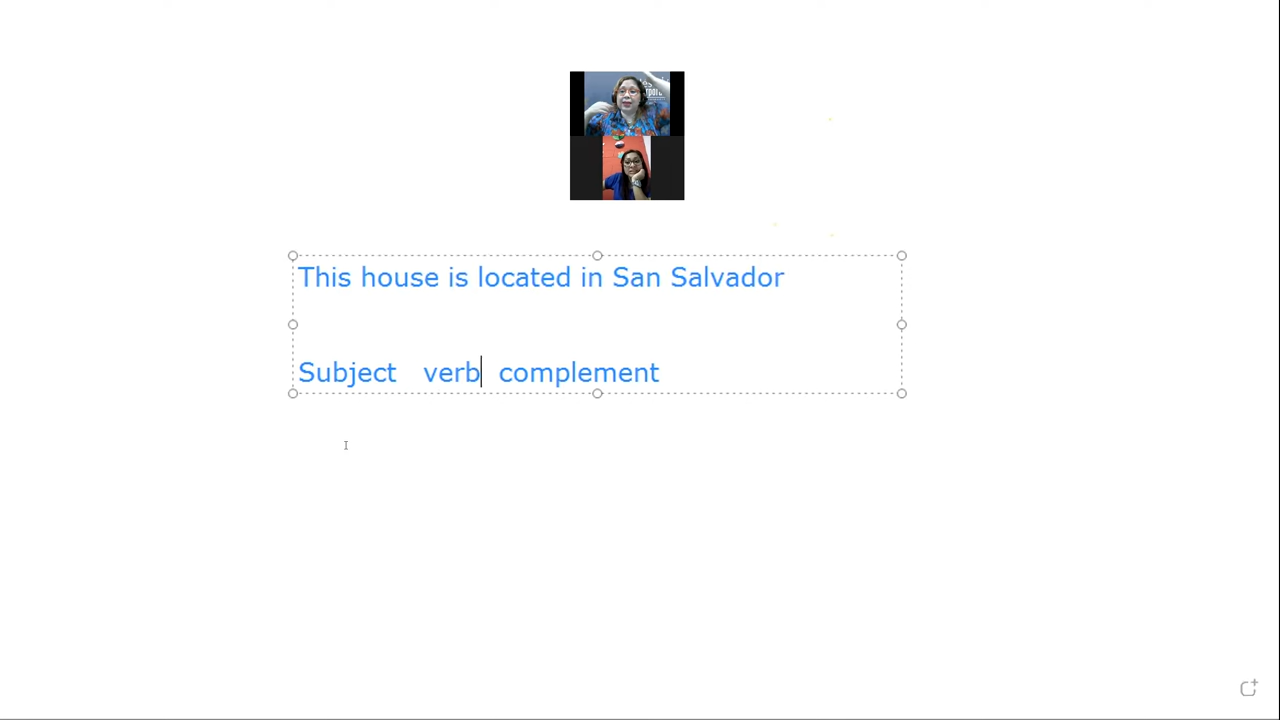 This house is located in San Salvador
Subject verb complement